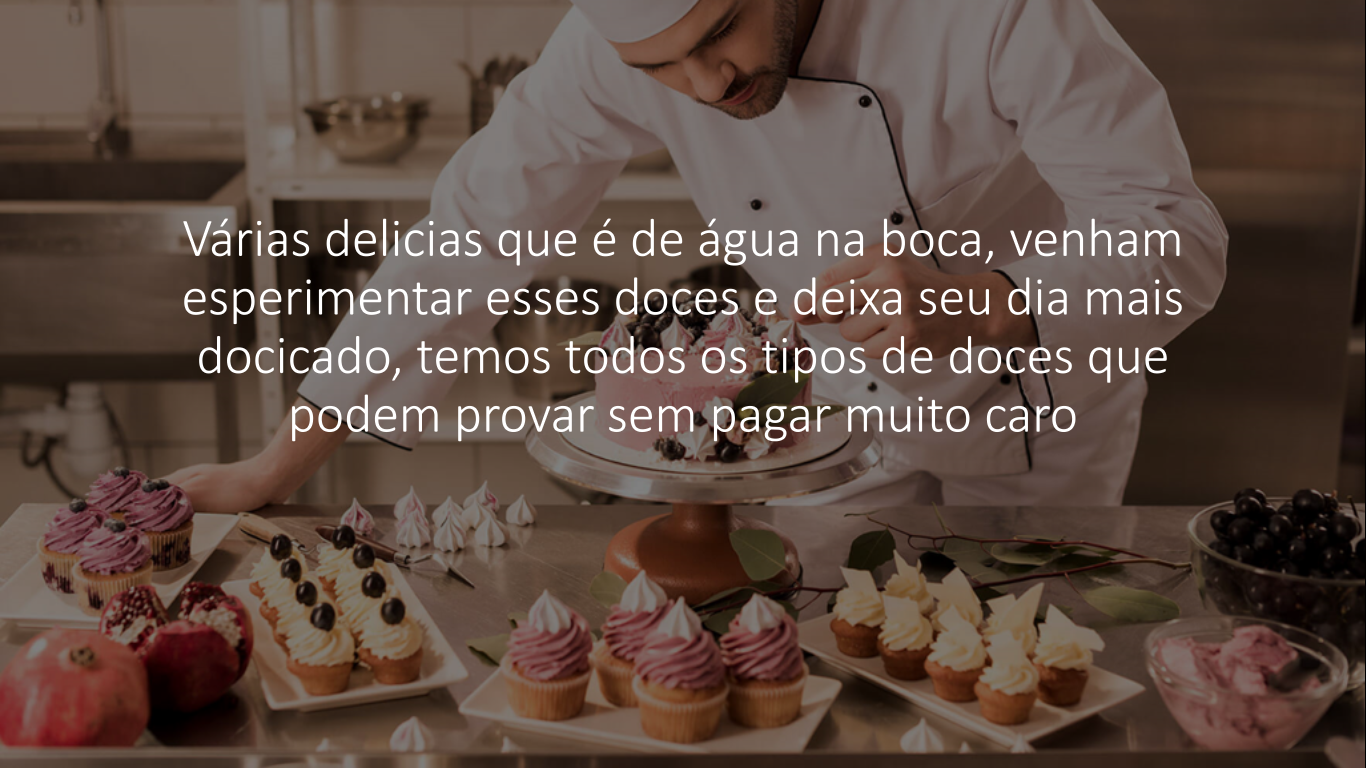 Várias delicias que é de água na boca, venham
esperimentar esses doces e deixa seu dia mais
docicado, temos todos os tipos de doces que
podem provar sem pagar muito caro